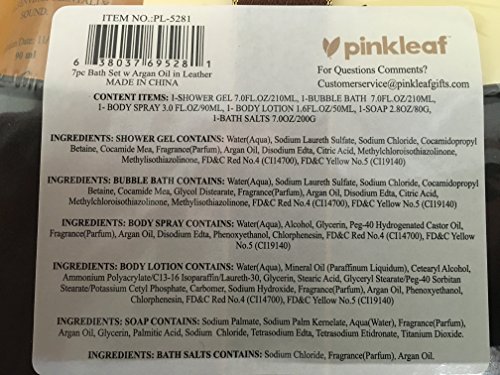 ITEM NO.: PL-5281
6 38037 69528 1
7pc Bath Set w Argan Oil in Leather
MADE IN CHINA
pinkleaf
For Questions Comments?
Customerservice@pinkleafgifts.com
CONTENT ITEMS: 1-SHOWER GEL 7.0FL.OZ/210ML, 1-BUBBLE BATH 7.0FL.OZ/210ML,
1- BODY SPRAY 3.0 FL.OZ/90ML, 1- BODY LOTION 1.6FL.OZ/50ML, 1-SOAP 2.8OZ/80G,
1-BATH SALTS 7.0OZ/200G
INGREDIENTS: SHOWER GEL CONTAINS: Water(Aqua), Sodium Laureth Sulfate, Sodium Chloride, Cocamidopropyl
Betaine, Cocamide Mea, Fragrance(Parfum), Argan Oil, Disodium Edta, Citric Acid, Methylchloroisothiazolinone,
Methylisothiazolinone, FD&C Red No.4 (CI14700), FD&C Yellow No.5 (CI19140)
INGREDIENTS: BUBBLE BATH CONTAINS: Water(Aqua), Sodium Laureth Sulfate, Sodium Chloride, Cocamidopropyl
Betaine, Cocamide Mea, Glycol Distearate, Fragrance(Parfum), Argan Oil, Disodium Edta, Citric Acid,
Methylchloroisothiazolinone, Methylisothiazolinone, FD&C Red No.4 (CI14700), FD&C Yellow No.5 (CI19140)
INGREDIENTS: BODY SPRAY CONTAINS: Water(Aqua), Alcohol, Glycerin, Peg-40 Hydrogenated Castor Oil,
Fragrance(Parfum), Argan Oil, Disodium Edta, Phenoxyethanol, Chlorphenesin, FD&C Red No.4 (CI14700), FD&C Yellow
No.5 (CI19140)
INGREDIENTS: BODY LOTION CONTAINS: Water(Aqua), Mineral Oil (Paraffinum Liquidum), Cetearyl Alcohol,
Ammonium Polyacrylate/C13-16 Isoparaffin/Laureth-30, Glycerin, Stearic Acid, Glyceryl Stearate/Peg-40 Sorbitan
Stearate/Potassium Cetyl Phosphate, Carbomer, Sodium Hydroxide, Fragrance(Parfum), Argan Oil, Phenoxyethanol,
Chlorphenesin, FD&C Red No.4 (CI14700), FD&C Yellow No.5 (CI19140)
INGREDIENTS: SOAP CONTAINS: Sodium Palmate, Sodium Palm Kernelate, Aqua(Water), Fragrance(Parfum),
Argan Oil, Glycerin, Palmitic Acid, Sodium Chloride, Tetrasodium Edta, Tetrasodium Etidronate, Titanium Dioxide.
INGREDIENTS: BATH SALTS CONTAINS: Sodium Chloride, Fragrance(Parfum), Argan Oil.
SOUND.
90 ml